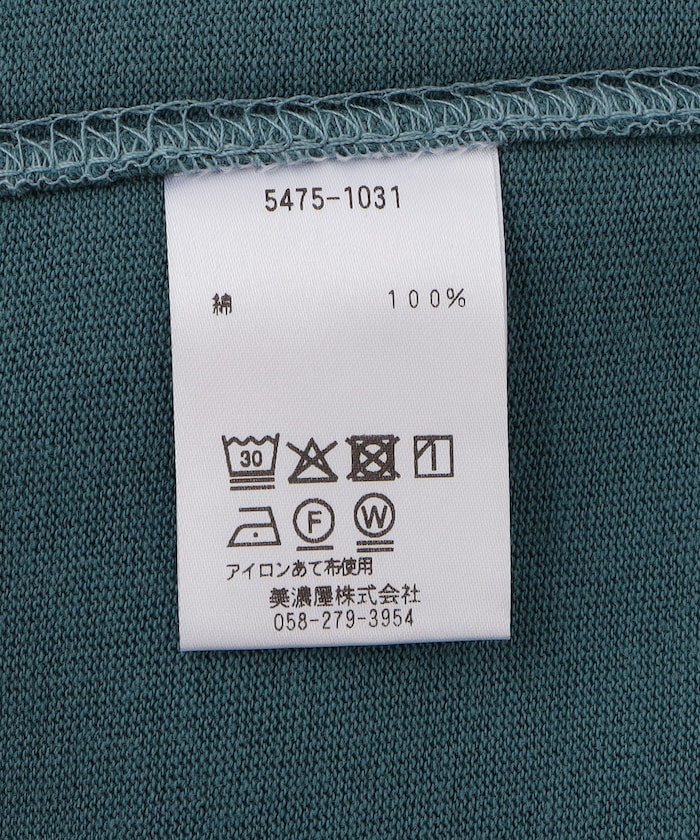 5475-1031
綿 100%
30
F W
アイロンあて布使用
美濃屋株式会社
058-279-3954